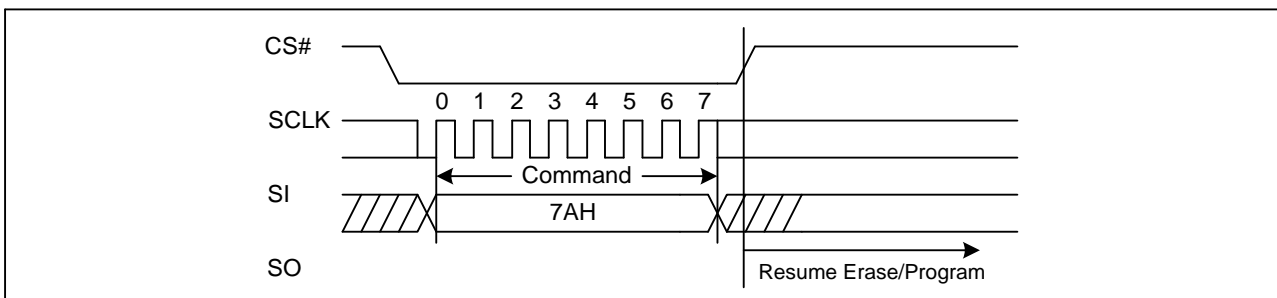 CS#
0 1 2 3 4 5 6 7
SCLK
Command
SI
7AH
SO
Resume Erase/Program